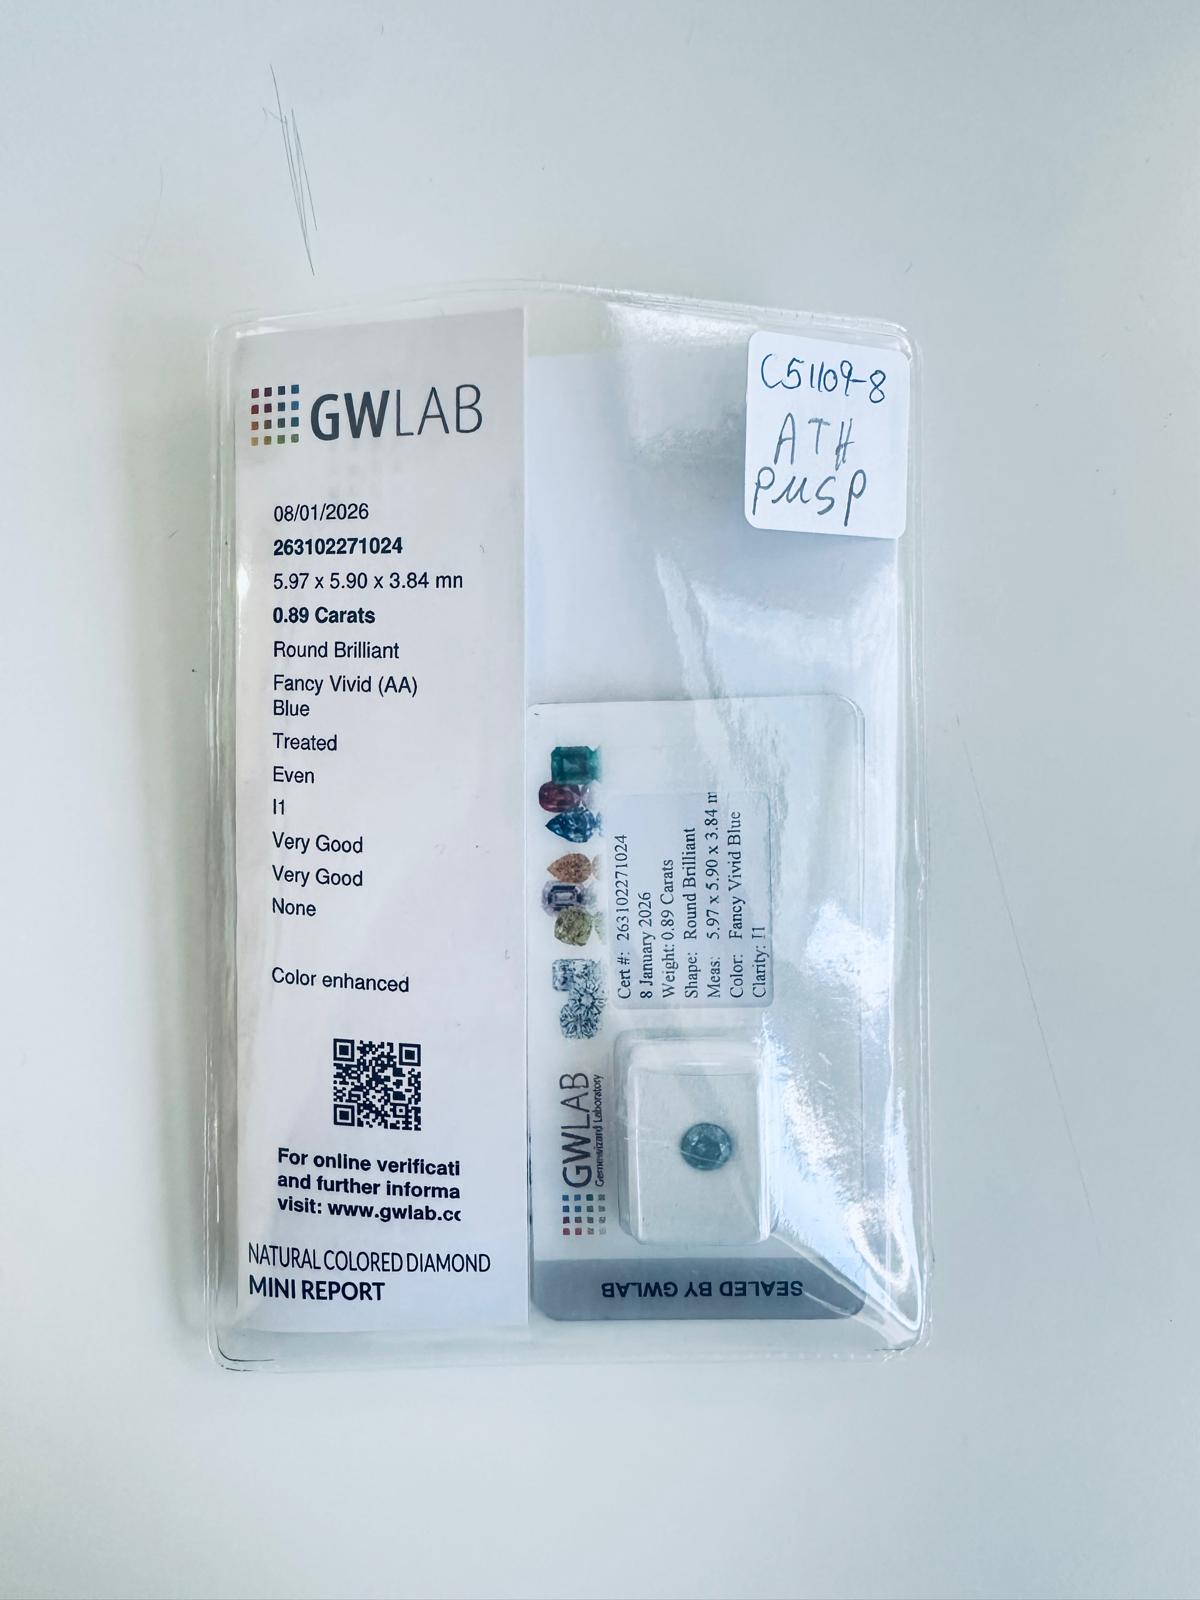 GWLAB
08/01/2026
263102271024
5.97 x 5.90 x 3.84 mn
0.89 Carats
Round Brilliant
Fancy Vivid (AA)
Blue
Treated
Even
I1
Very Good
Very Good
None
Color enhanced
For online verificati
and further informa
visit: www.gwlab.cc
NATURAL COLORED DIAMOND
MINI REPORT
C51109-8
ATH
PMSP
Cert #: 263102271024
8 January 2026
Weight: 0.89 Carats
Shape: Round Brilliant
Meas: 5.97 x 5.90 x 3.84 m
Color: Fancy Vivid Blue
Clarity: I1
GWLAB
Gemewizard Laboratory
SEALED BY GWLAB